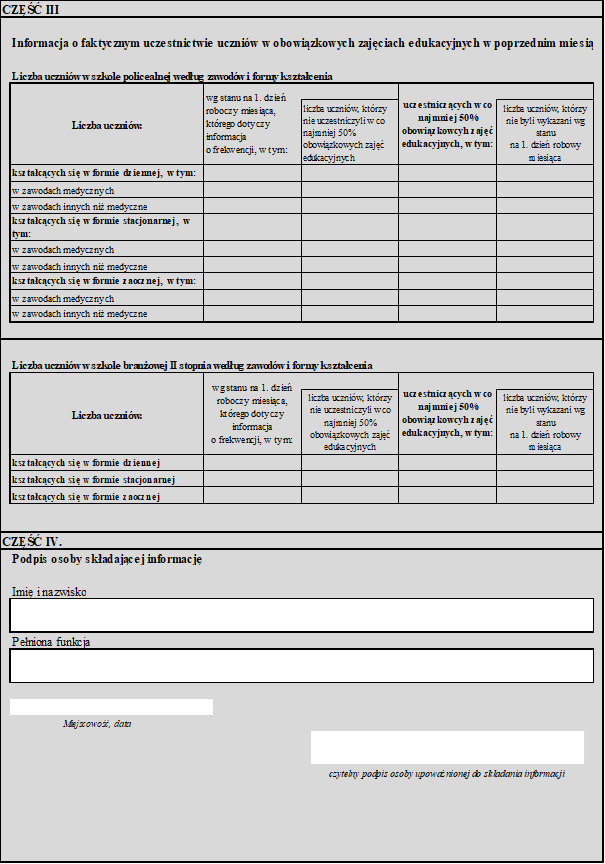 CZĘŚĆ III
Informacja o faktycznym uczestnictwie uczniów w obowiązkowych zajęciach edukacyjnych w poprzednim miesią
Liczba uczniów w szkole policealnej według zawodów i formy kształcenia
Liczba uczniów:
wg stanu na 1. dzień
roboczy miesiąca,
którego dotyczy
informacja
o frekwencji, w tym:
liczba uczniów, którzy
nie uczestniczyli w co
najmniej 50%
obowiązkowych zajęć
edukacyjnych
uczestniczących w co
najmniej 50%
obowiązkowcyh zajęć
edukacyjnych, w tym:
liczba uczniów, którzy
nie byli wykazani wg
stanu
na 1. dzień robowy
miesiąca
kształcących się w formie dziennej, w tym:
w zawodach medycznych
w zawodach innych niż medyczne
kształcących się w formie stacjonarnej, w
tym:
w zawodach medycznych
w zawodach innych niż medyczne
kształcących się w formie zaocznej, w tym:
w zawodach medycznych
w zawodach innych niż medyczne
Liczba uczniów w szkole branżowej II stopnia według zawodów i formy kształcenia
Liczba uczniów:
wg stanu na 1. dzień
roboczy miesiąca,
którego dotyczy
informacja
o frekwencji, w tym:
liczba uczniów, którzy
nie uczestniczyli w co
najmniej 50%
obowiązkowych zajęć
edukacyjnych
uczestniczących w co
najmniej 50%
obowiązkowcyh zajęć
edukacyjnych, w tym:
liczba uczniów, którzy
nie byli wykazani wg
stanu
na 1. dzień robowy
miesiąca
kształcących się w formie dziennej
kształcących się w formie stacjonarnej
kształcących się w formie zaocznej
CZĘŚĆ IV.
Podpis osoby składającej informację
Imię i nazwisko
Pełniona funkcja
Miejscowość, data
czytelny podpis osoby upoważnionej do składania informacji